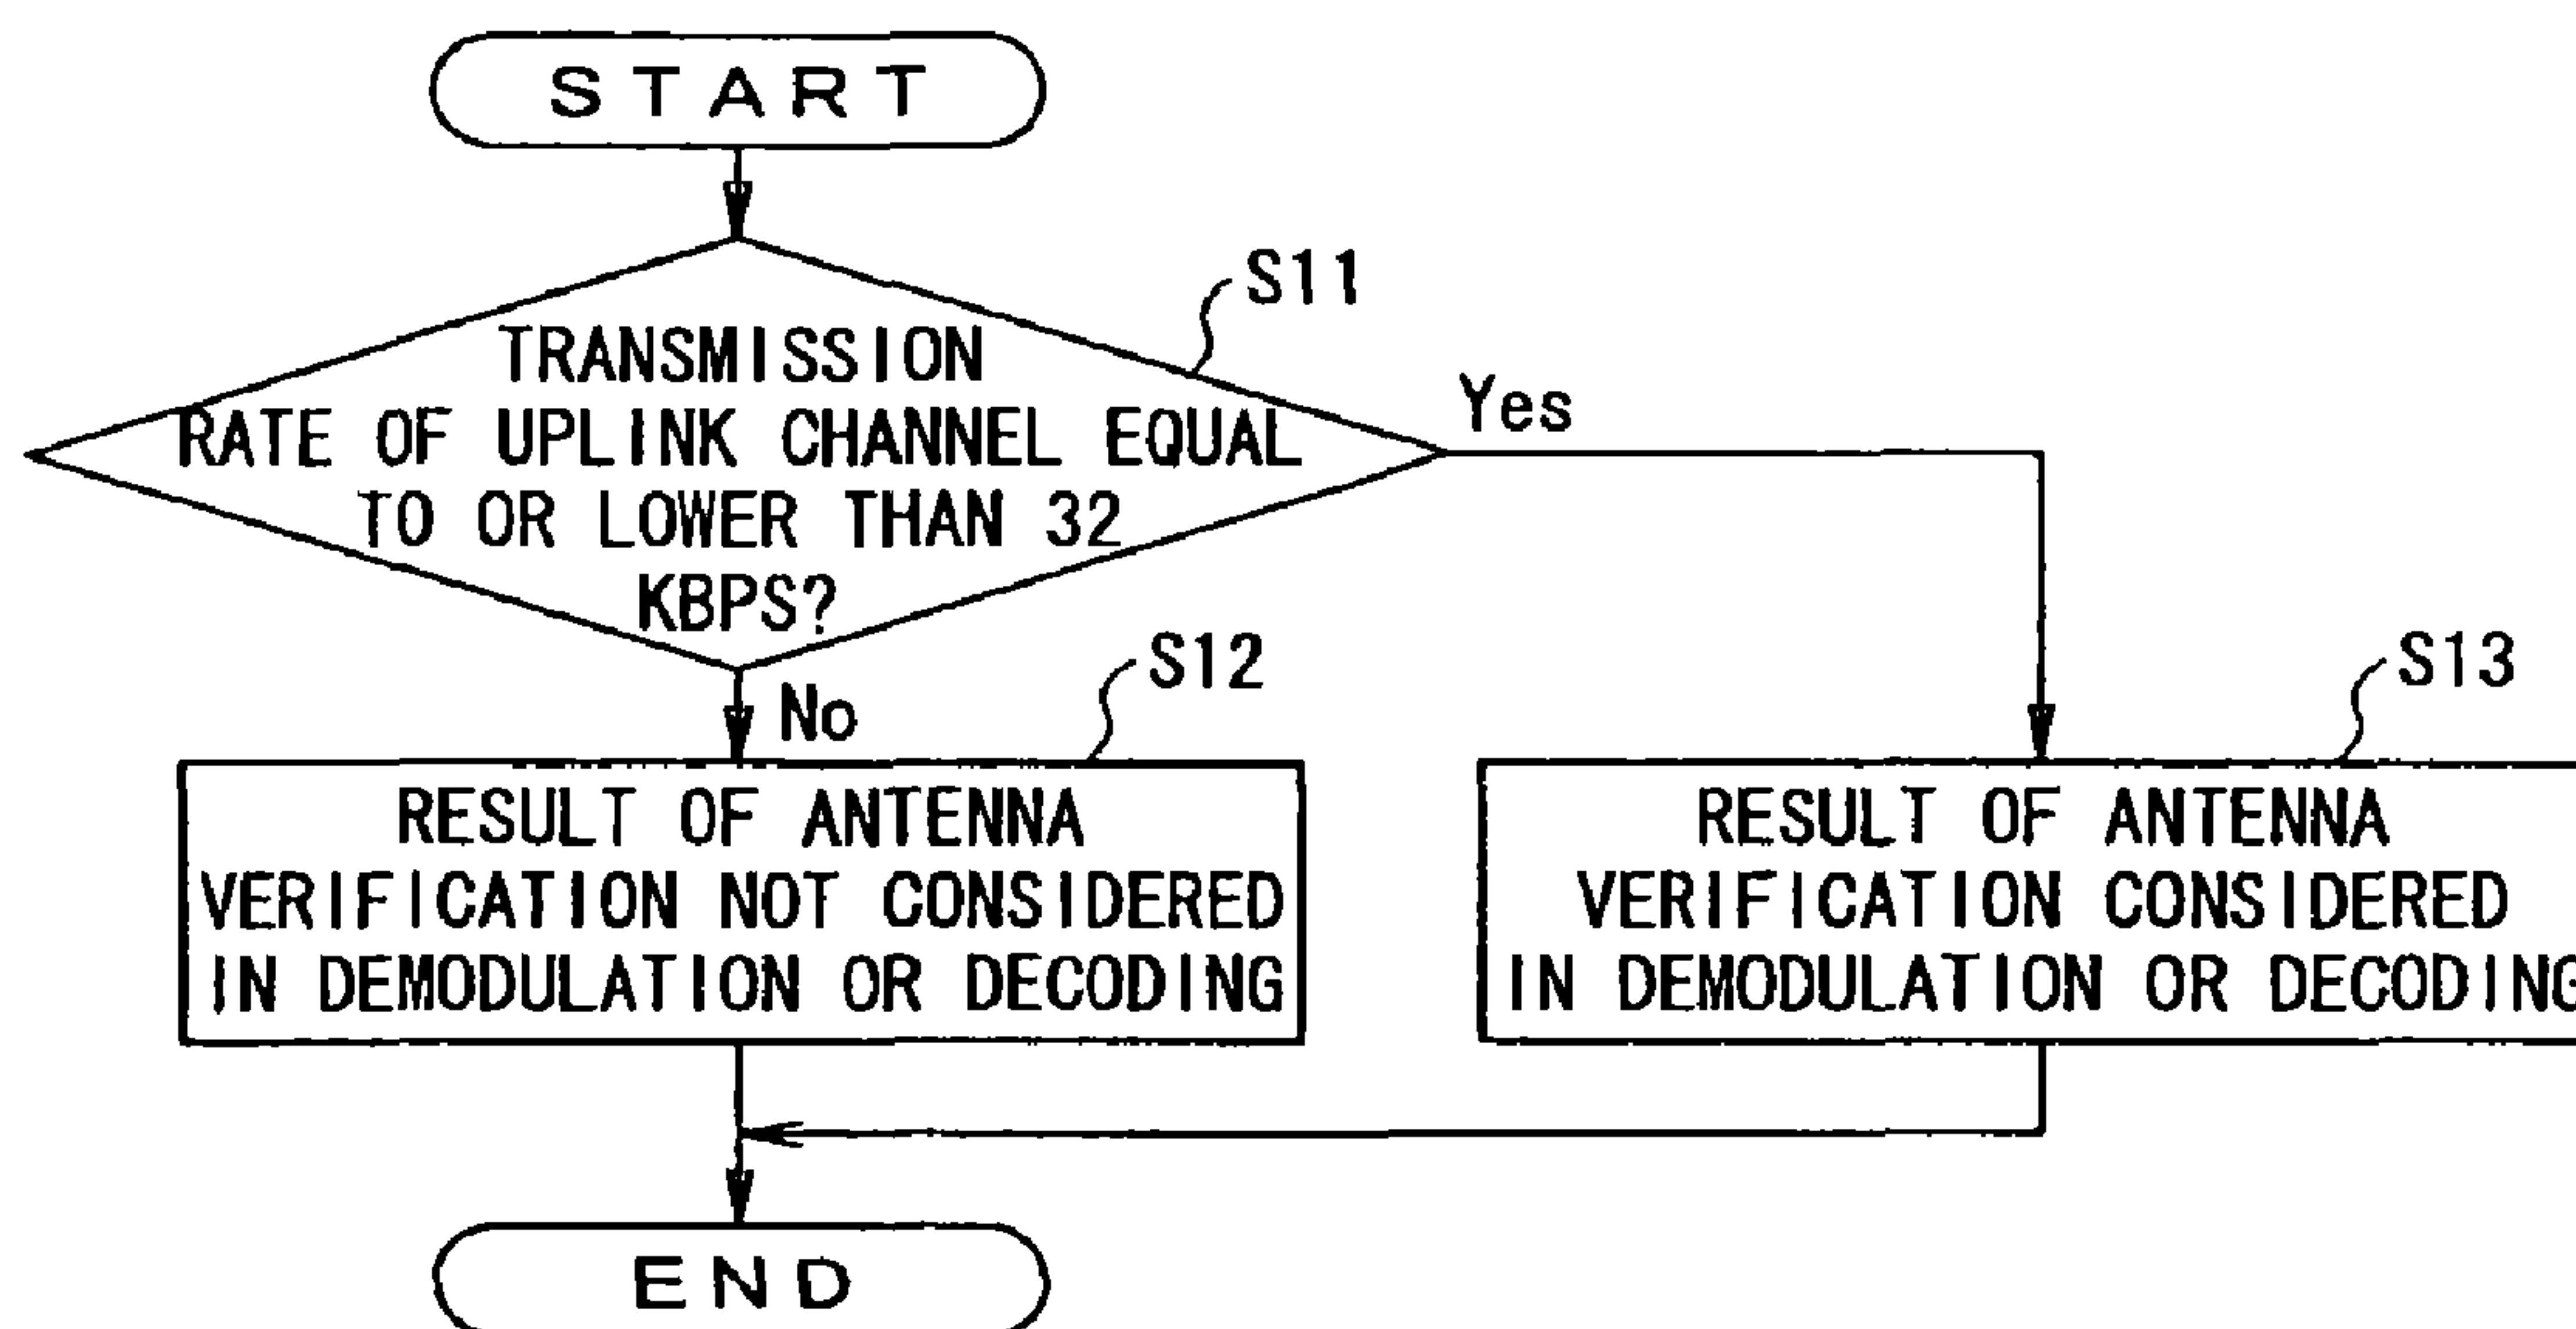 START
S11
TRANSMISSION
RATE OF UPLINK CHANNEL EQUAL
TO OR LOWER THAN 32
KBPS?
Yes
No
S12
S13
RESULT OF ANTENNA
VERIFICATION NOT CONSIDERED
IN DEMODULATION OR DECODING
RESULT OF ANTENNA
VERIFICATION CONSIDERED
IN DEMODULATION OR DECODING
END